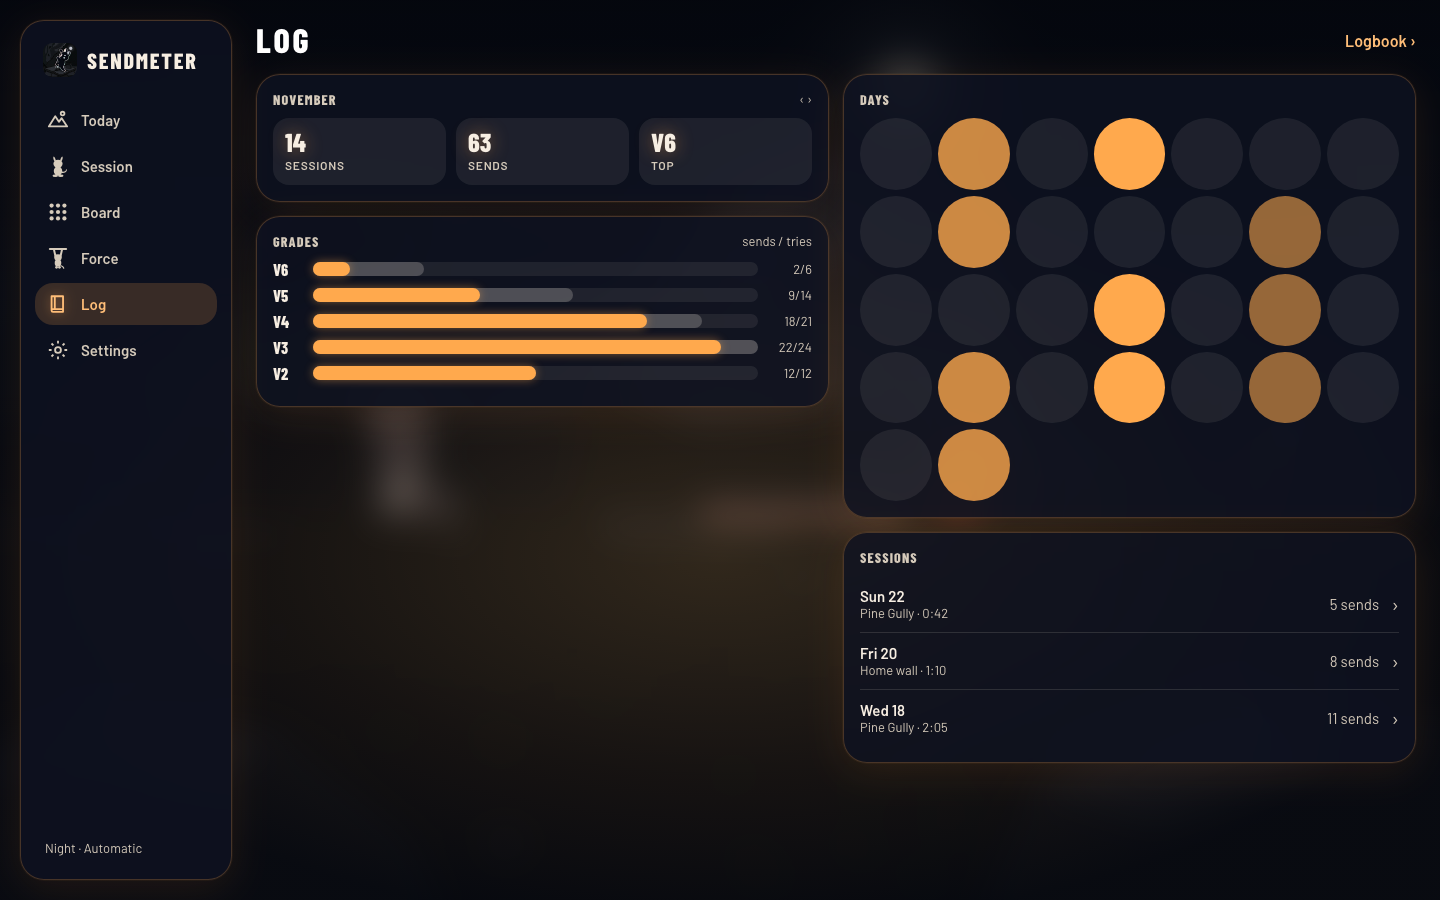 SENDMETER
Today
Session
Board
Force
Log
Settings
Night · Automatic
LOG
Logbook ›
NOVEMBER
‹ ›
14
SESSIONS
63
SENDS
V6
TOP
GRADES
sends / tries
V6 2/6
V5 9/14
V4 18/21
V3 22/24
V2 12/12
DAYS
SESSIONS
Sun 22
Pine Gully · 0:42
5 sends ›
Fri 20
Home wall · 1:10
8 sends ›
Wed 18
Pine Gully · 2:05
11 sends ›